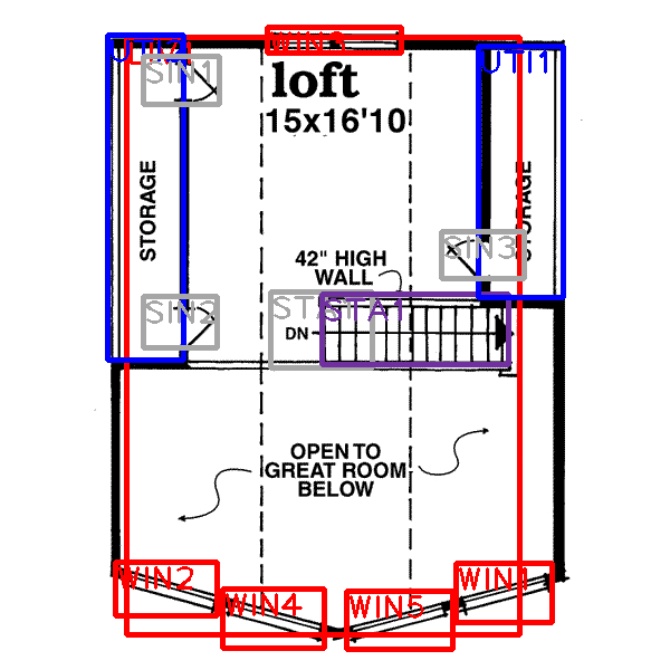 WIN3
UTI2
LIV1
SIN1
UTI1
loft
15x16'10
STORAGE
STORAGE
SIN3
42" HIGH
WALL
SIN2
STA1
DN
OPEN TO
GREAT ROOM
BELOW
WIN2
WIN1
WIN4
WIN5